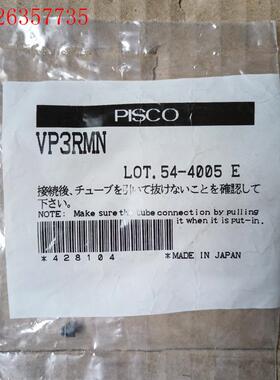 26357735
PISCO
VP3RMN
LOT.54-4005 E
接続後、チューブを引いて抜けないことを確認して
下さい。
NOTE: Make sure the tube connection by pulling
it when it is put-in.
*428104
*MADE IN JAPAN